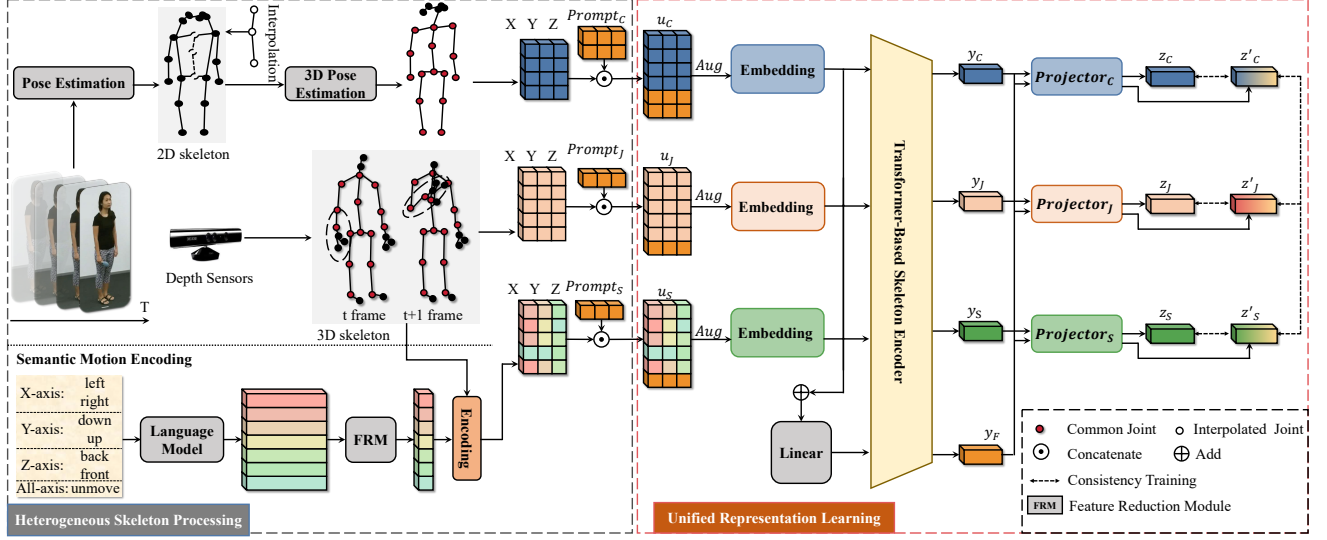 Interpolation
Pose Estimation
3D Pose
Estimation
2D skeleton
X Y Z
Prompt_C
T
Depth Sensors
t frame
t+1 frame
3D skeleton
X Y Z
Prompt_J
X Y Z
Prompt_S
Semantic Motion Encoding
X-axis:
left
right
Y-axis:
down
up
Z-axis:
back
front
All-axis: unmove
Language
Model
FRM
Encoding
Heterogeneous Skeleton Processing
u_C
Aug
Embedding
u_J
Aug
Embedding
u_S
Aug
Embedding
Linear
Transformer-Based Skeleton Encoder
y_C
Projector_C
z_C
z'_C
y_J
Projector_J
z_J
z'_J
y_S
Projector_S
z_S
z'_S
y_F
Common Joint
Interpolated Joint
Concatenate
Add
Consistency Training
FRM
Feature Reduction Module
Unified Representation Learning